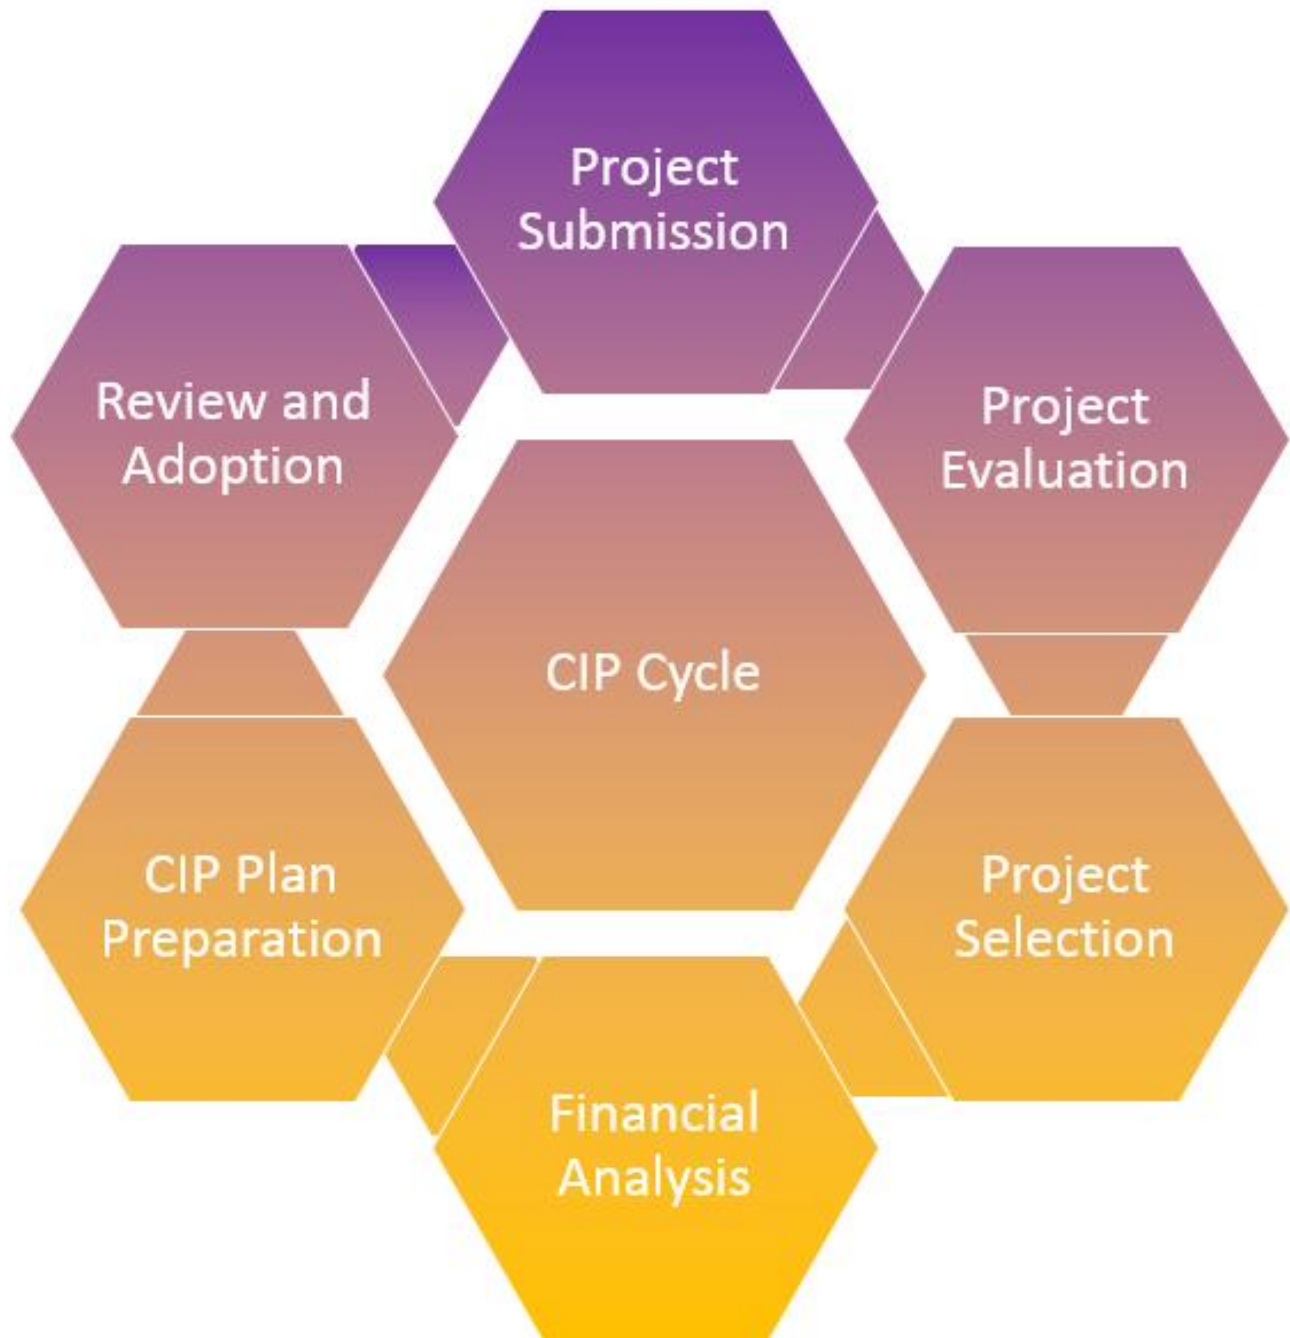 Project
Submission
Project
Evaluation
Project
Selection
Financial
Analysis
CIP Plan
Preparation
Review and
Adoption
CIP Cycle